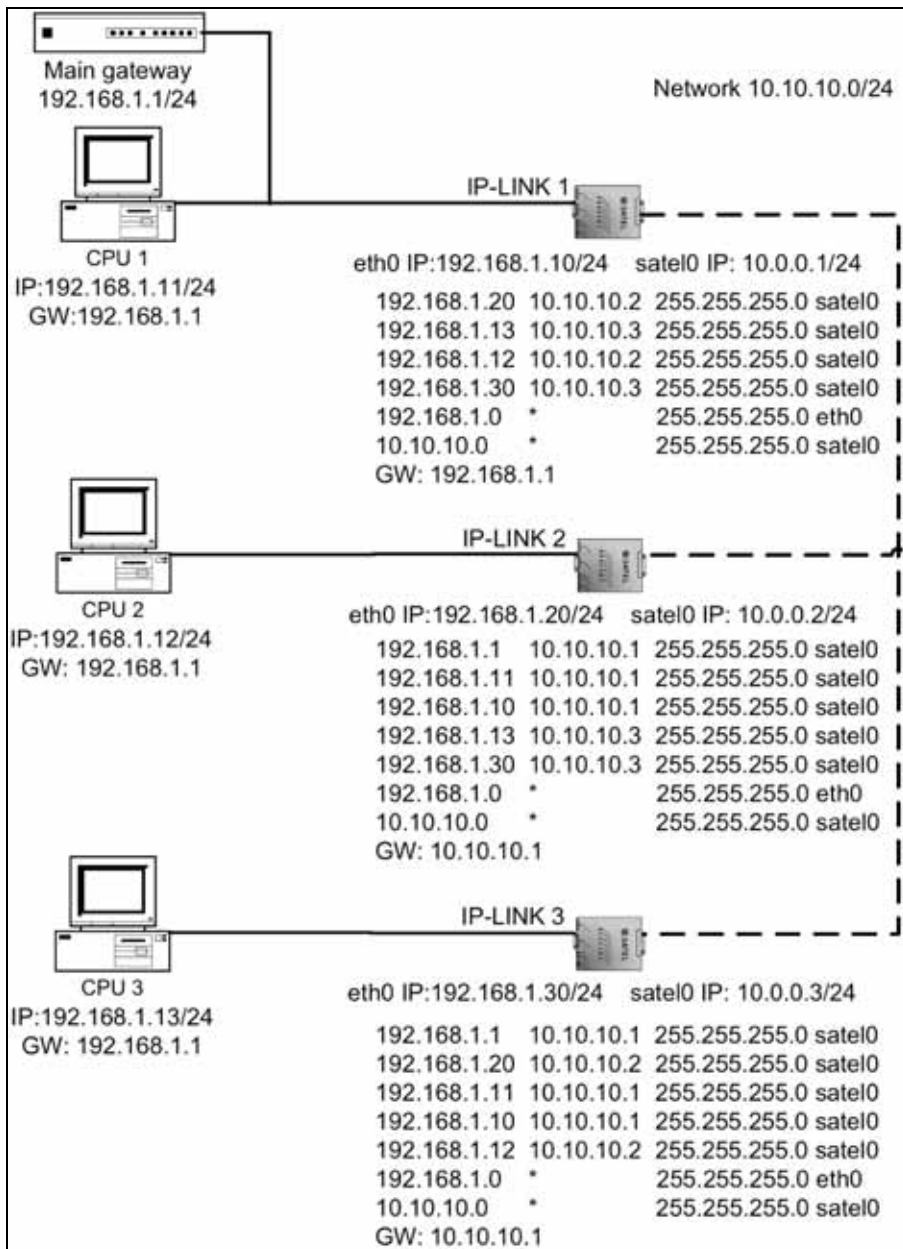 Main gateway
192.168.1.1/24
Network 10.10.10.0/24
IP-LINK 1
CPU 1
IP:192.168.1.11/24
GW:192.168.1.1
eth0 IP:192.168.1.10/24 satel0 IP: 10.0.0.1/24
192.168.1.20 10.10.10.2 255.255.255.0 satel0
192.168.1.13 10.10.10.3 255.255.255.0 satel0
192.168.1.12 10.10.10.2 255.255.255.0 satel0
192.168.1.30 10.10.10.3 255.255.255.0 satel0
192.168.1.0 * 255.255.255.0 eth0
10.10.10.0 * 255.255.255.0 satel0
GW: 192.168.1.1
IP-LINK 2
CPU 2
IP:192.168.1.12/24
GW: 192.168.1.1
eth0 IP:192.168.1.20/24 satel0 IP: 10.0.0.2/24
192.168.1.1 10.10.10.1 255.255.255.0 satel0
192.168.1.11 10.10.10.1 255.255.255.0 satel0
192.168.1.10 10.10.10.1 255.255.255.0 satel0
192.168.1.13 10.10.10.3 255.255.255.0 satel0
192.168.1.30 10.10.10.3 255.255.255.0 satel0
192.168.1.0 * 255.255.255.0 eth0
10.10.10.0 * 255.255.255.0 satel0
GW: 10.10.10.1
IP-LINK 3
CPU 3
IP:192.168.1.13/24
GW: 192.168.1.1
eth0 IP:192.168.1.30/24 satel0 IP: 10.0.0.3/24
192.168.1.1 10.10.10.1 255.255.255.0 satel0
192.168.1.20 10.10.10.2 255.255.255.0 satel0
192.168.1.11 10.10.10.1 255.255.255.0 satel0
192.168.1.10 10.10.10.1 255.255.255.0 satel0
192.168.1.12 10.10.10.2 255.255.255.0 satel0
192.168.1.0 * 255.255.255.0 eth0
10.10.10.0 * 255.255.255.0 satel0
GW: 10.10.10.1